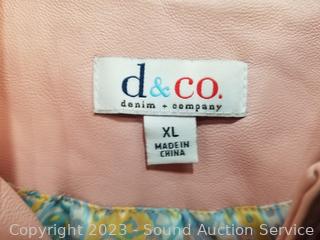 d&co.
denim + company
XL
MADE IN
CHINA
Copyright 2023 - Sound Auction Service